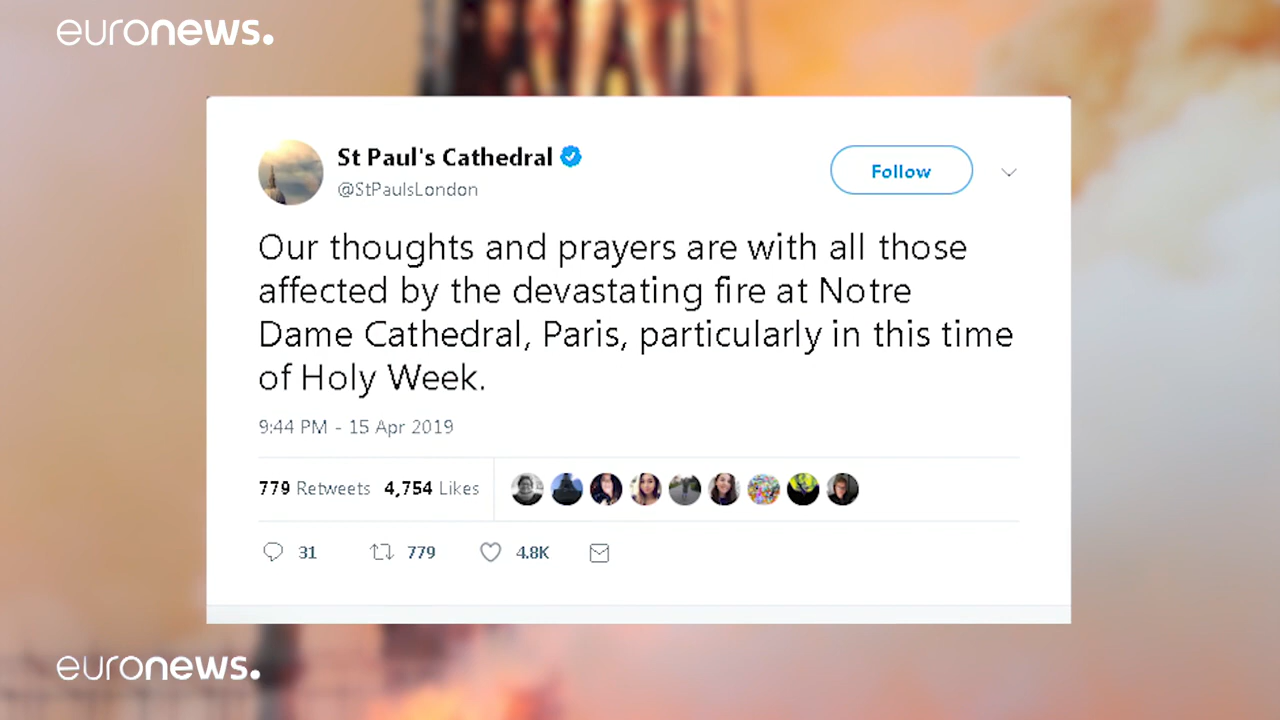 euronews.
St Paul's Cathedral
@StPaulsLondon
Follow
Our thoughts and prayers are with all those
affected by the devastating fire at Notre
Dame Cathedral, Paris, particularly in this time
of Holy Week.
9:44 PM - 15 Apr 2019
779 Retweets 4,754 Likes
31 779 4.8K
euronews.